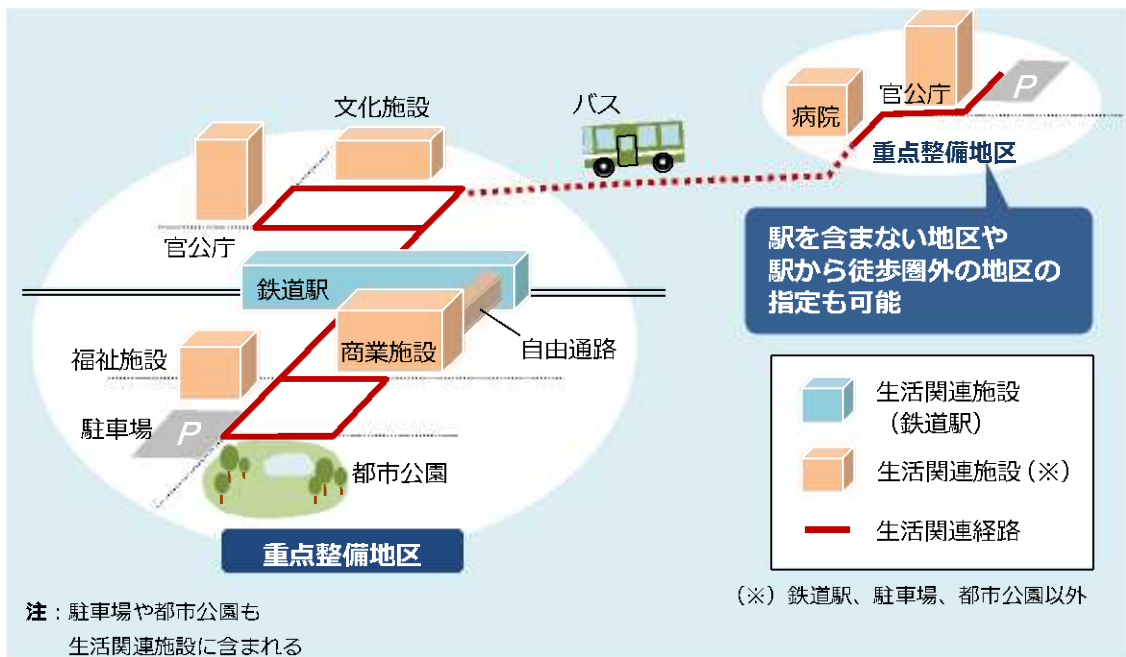 文化施設
バス
官公庁
P
病院
重点整備地区
官公庁
駅を含まない地区や
駅から徒歩圏外の地区の
指定も可能
鉄道駅
自由通路
商業施設
福祉施設
駐車場
P
都市公園
重点整備地区
生活関連施設
(鉄道駅)
生活関連施設(※)
生活関連経路
(※)鉄道駅、駐車場、都市公園以外
注:駐車場や都市公園も
生活関連施設に含まれる